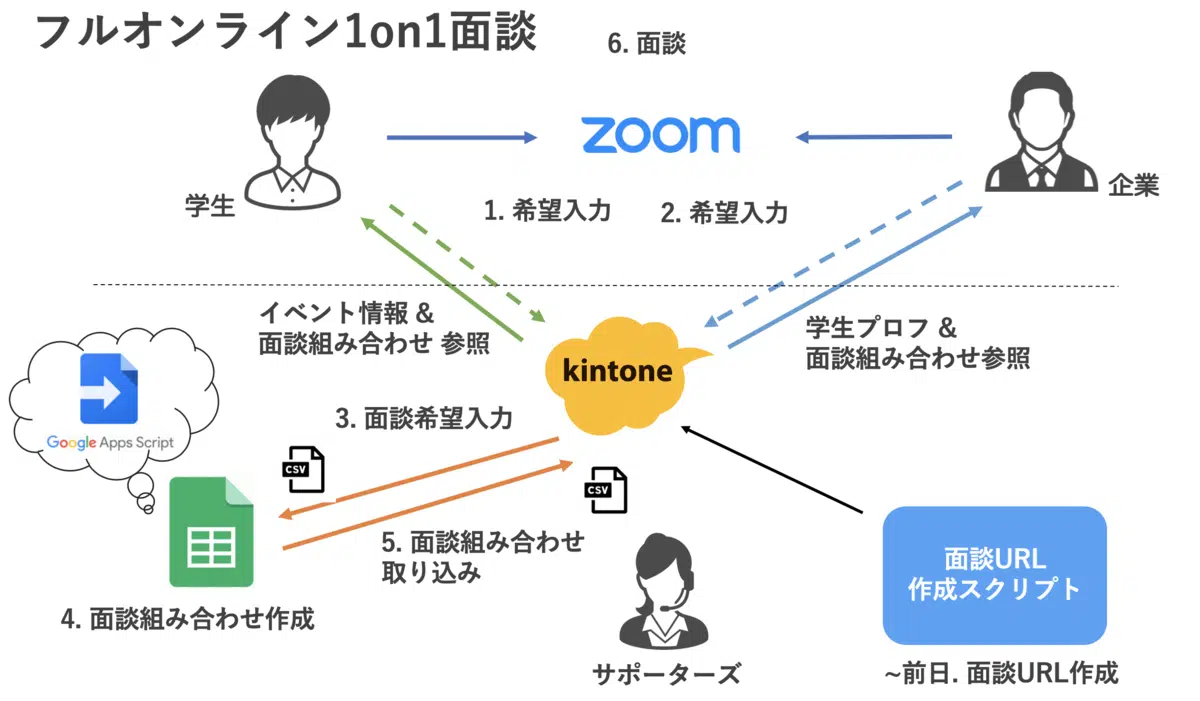 フルオンライン1on1面談
6. 面談
zoom
学生
企業
1. 希望入力
2. 希望入力
イベント情報 &
面談組み合わせ 参照
学生プロフ &
面談組み合わせ参照
kintone
Google Apps Script
3. 面談希望入力
CSV
CSV
5. 面談組み合わせ
取り込み
4. 面談組み合わせ作成
サポーターズ
面談URL
作成スクリプト
~前日. 面談URL作成